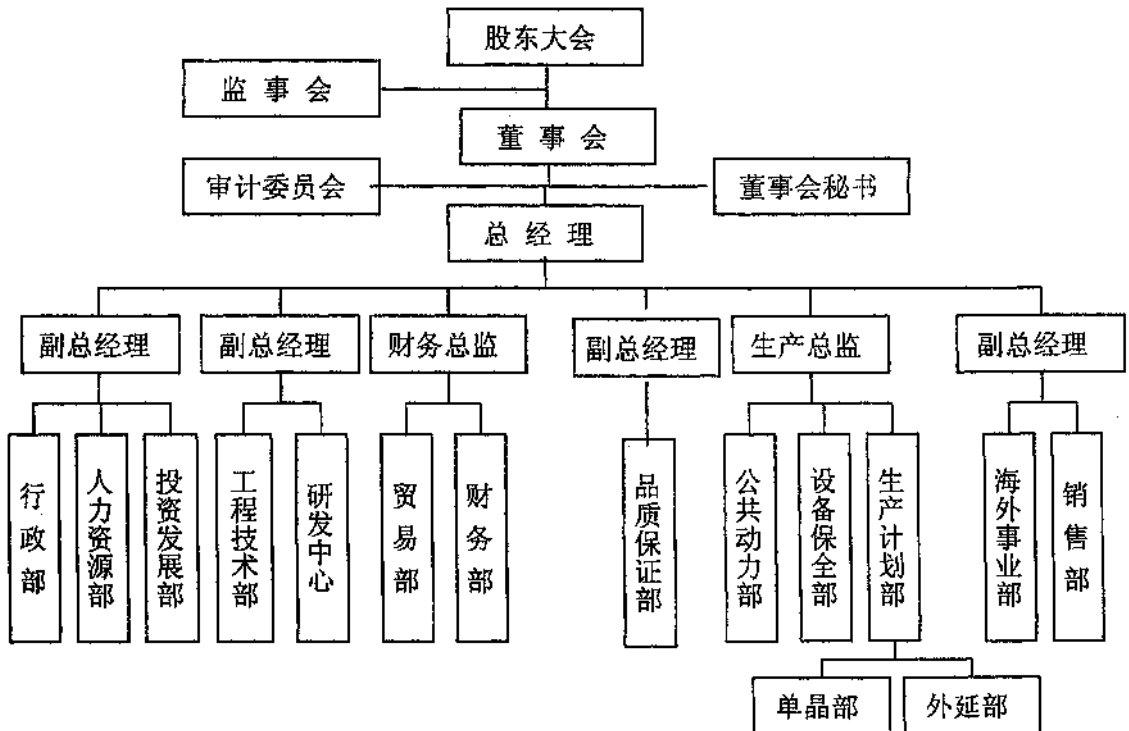 股东大会
监事会
董事会
审计委员会
董事会秘书
总经理
副总经理
副总经理
财务总监
副总经理
生产总监
副总经理
行政部
人力资源部
投资发展部
工程技术部
研发中心
贸易部
财务部
品质保证部
公共动力部
设备保全部
生产计划部
海外事业部
销售部
单晶部
外延部